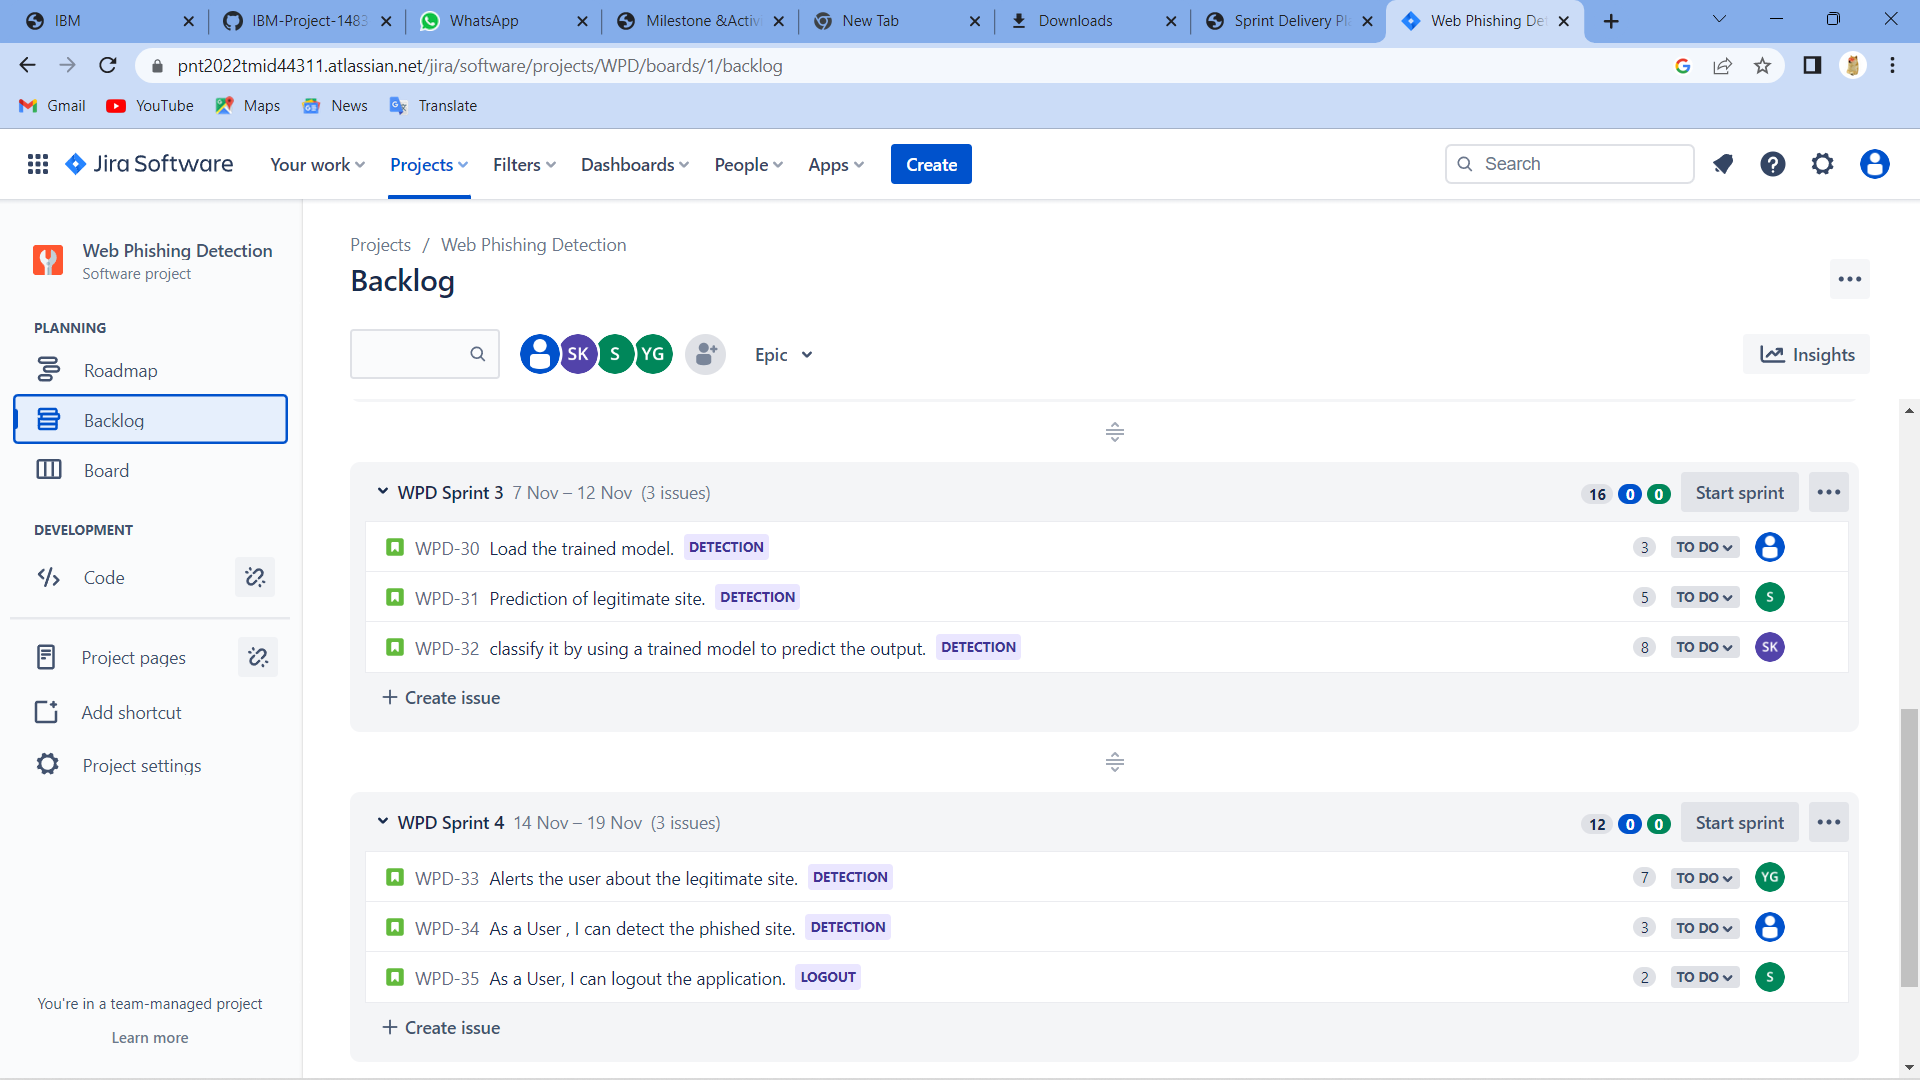 IBM
IBM-Project-1483
WhatsApp
Milestone &Activi
New Tab
Downloads
Sprint Delivery Pla
Web Phishing Det
pnt2022tmid44311.atlassian.net/jira/software/projects/WPD/boards/1/backlog
Gmail
YouTube
Maps
News
Translate
Jira Software
Your work
Projects
Filters
Dashboards
People
Apps
Create
Search
Web Phishing Detection
Software project
PLANNING
Roadmap
Backlog
Board
DEVELOPMENT
Code
Project pages
Add shortcut
Project settings
You're in a team-managed project
Learn more
Projects / Web Phishing Detection
Backlog
SK S YG
Epic
Insights
WPD Sprint 3 7 Nov – 12 Nov (3 issues) 16 0 0 Start sprint
WPD-30 Load the trained model. DETECTION 3 TO DO
WPD-31 Prediction of legitimate site. DETECTION 5 TO DO S
WPD-32 classify it by using a trained model to predict the output. DETECTION 8 TO DO SK
+ Create issue
WPD Sprint 4 14 Nov – 19 Nov (3 issues) 12 0 0 Start sprint
WPD-33 Alerts the user about the legitimate site. DETECTION 7 TO DO YG
WPD-34 As a User , I can detect the phished site. DETECTION 3 TO DO
WPD-35 As a User, I can logout the application. LOGOUT 2 TO DO S
+ Create issue